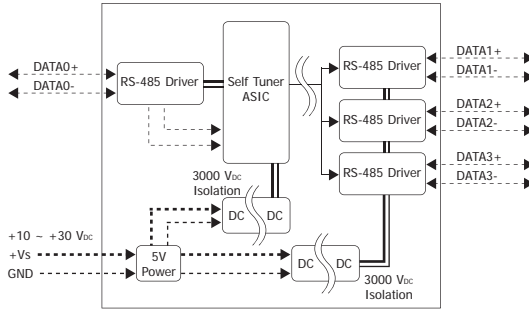 DATA0+
DATA0-
RS-485 Driver
Self Tuner
ASIC
RS-485 Driver
DATA1+
DATA1-
RS-485 Driver
DATA2+
DATA2-
RS-485 Driver
DATA3+
DATA3-
3000 VDC
Isolation
DC DC
+10 ~ +30 VDC
+Vs
GND
5V
Power
DC DC
3000 VDC
Isolation